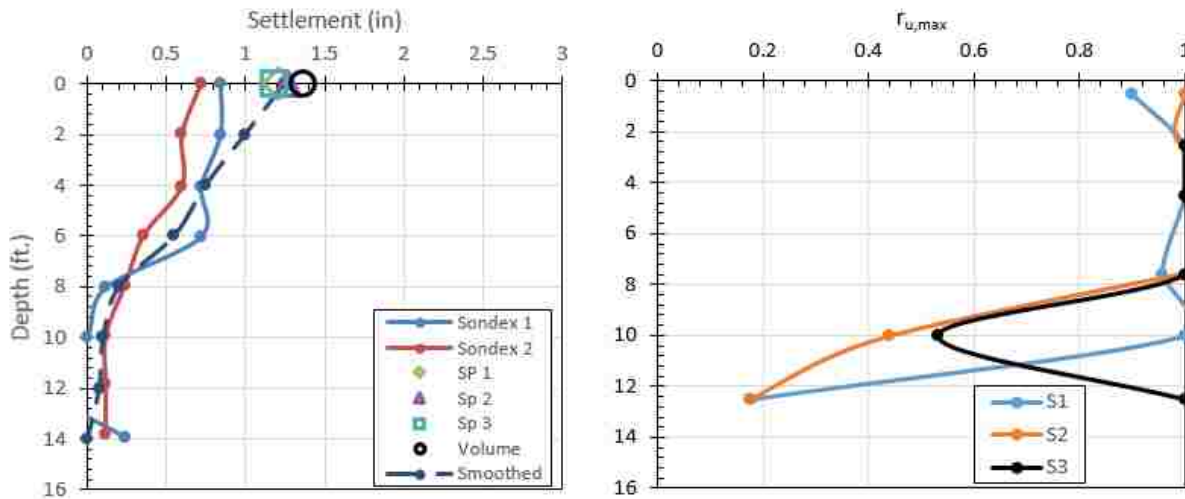 Settlement (in)
0 0.5 1 1.5 2 2.5 3
0
2
4
6
8
10
12
14
16
Depth (ft.)
Sondex 1
Sondex 2
SP 1
Sp 2
Sp 3
Volume
Smoothed
ru,max
0 0.2 0.4 0.6 0.8 1
0
2
4
6
8
10
12
14
16
S1
S2
S3